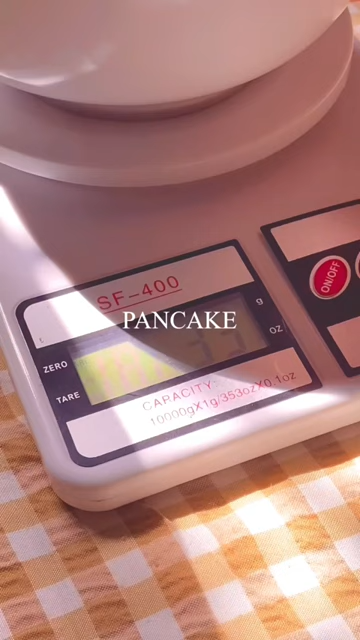 SF-400
PANCAKE
ZERO
TARE
g
OZ
CAPACITY:
10000gX1g/353ozX0.1oz
ON/OFF